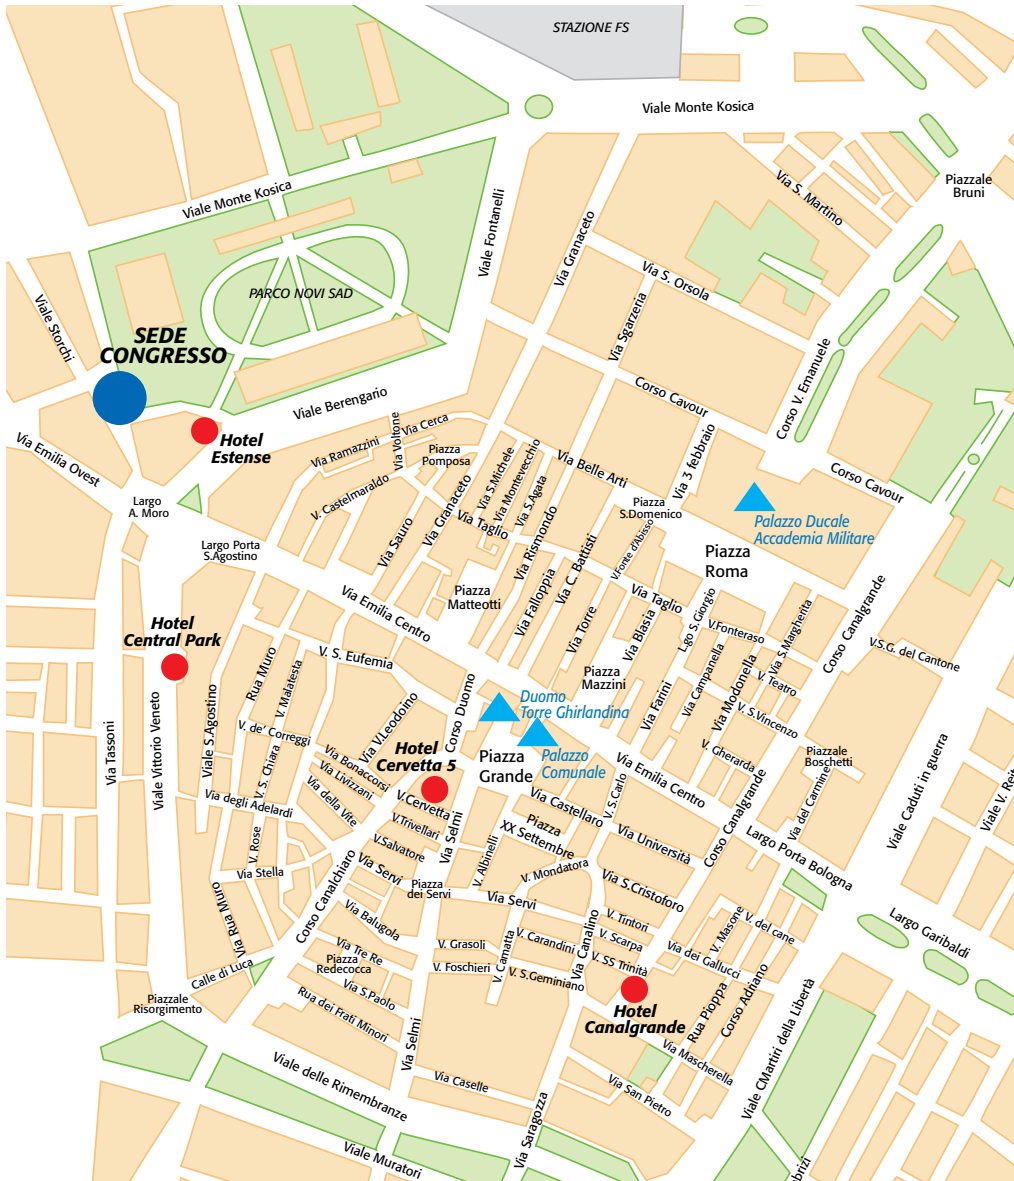 STAZIONE FS
Viale Monte Kosica
Piazzale
Bruni
Via S. Martino
Viale Monte Kosica
Viale Fontanelli
Via Granaceto
Via S. Orsola
PARCO NOVI SAD
Via Sgarzeria
Viale Storchi
SEDE
CONGRESSO
Corso V. Emanuele
Corso Cavour
Viale Berengario
Hotel
Estense
Via Emilia Ovest
Via Ramazzini
Via Voltone
Via Cerca
Piazza
Pomposa
Via 3 febbraio
Via Belle Arti
Corso Cavour
Largo
A. Moro
V. Castelmaraldo
Via Sauro
Via Granaceto
Via S.Michele
Via Montevecchio
Via S.Agata
Via Taglio
Via Rismondo
Piazza
S.Domenico
Palazzo Ducale
Accademia Militare
Largo Porta
S.Agostino
Piazza
Roma
V.Fonte d'Abisso
Via C. Battisti
Via Falloppia
Piazza
Matteotti
Via Emilia Centro
Via Torre
Via Taglio
Via Blasia
Lgo S.Giorgio
V.Fonteraso
Via S.Margherita
Corso Canalgrande
V.S.G. del Cantone
Hotel
Central Park
V. S. Eufemia
Rua Muro
V. Malatesta
Piazza
Mazzini
Via Farini
Via Campanella
Via Modonella
V. Teatro
V. S.Vincenzo
Corso Duomo
Duomo
Torre Ghirlandina
Via Tassoni
Viale Vittorio Veneto
Viale S.Agostino
V. de' Correggi
V. S. Chiara
Via V.Leodoino
Via Bonaccorsi
Via Livizzani
Via della Vite
Hotel
Cervetta 5
Piazza
Grande
Palazzo
Comunale
V. Gherarda
Piazzale
Boschetti
Via Emilia Centro
V. S.Carlo
Via degli Adelardi
V.Cervetta
V.Trivellari
V.Salvatore
Via Selmi
Via Castellaro
Piazza
XX Settembre
Via Università
Corso Canalgrande
Via del Carmine
Viale Caduti in guerra
Viale V. Reit
Largo Porta Bologna
V. Rose
Via Stella
Corso Canalchiaro
Via Servi
Piazza
dei Servi
V. Albinelli
V. Mondatora
Via Servi
Via S.Cristoforo
Via Rua Muro
Via Balugola
V. Tintori
V. Scarpa
V. Masone
V. del cane
Largo Garibaldi
Via Tre Re
Piazza
Redecocca
V. Grasoli
V. Foschieri
V. Camatta
V. Carandini
V. S.Geminiano
Via Canalino
V. SS Trinità
Via dei Gallucci
Calle di Luca
Piazzale
Risorgimento
Via S.Paolo
Rua dei Frati Minori
Hotel
Canalgrande
Rua Pioppa
Corso Adriano
Viale CMartiri della Libertà
Via Selmi
Via Mascherella
Viale delle Rimembranze
Via Caselle
Via San Pietro
Via Saragozza
Viale Muratori
brizi